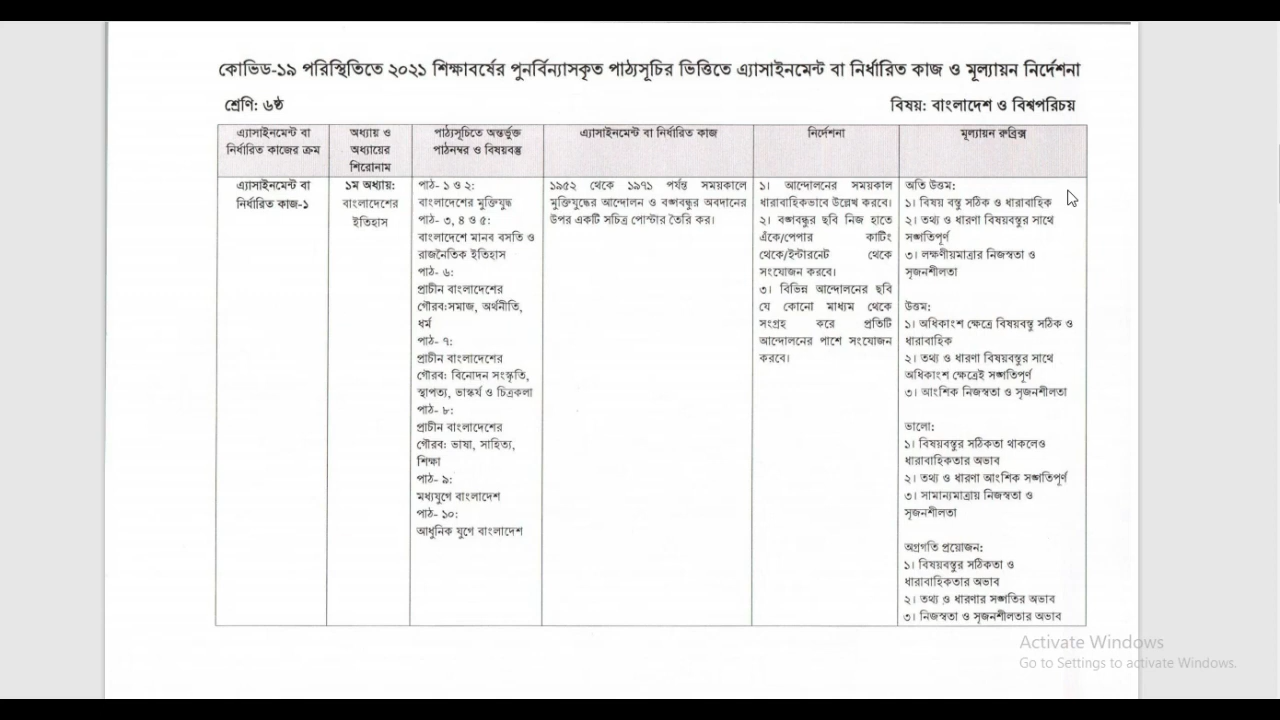 কোভিড-১৯ পরিস্থিতিতে ২০২১ শিক্ষাবর্ষের পুনর্বিন্যাসকৃত পাঠ্যসূচির ভিত্তিতে এ্যাসাইনমেন্ট বা নির্ধারিত কাজ ও মূল্যায়ন নির্দেশনা
শ্রেণি: ৬ষ্ঠ
বিষয়: বাংলাদেশ ও বিশ্বপরিচয়
এ্যাসাইনমেন্ট বা
নির্ধারিত কাজের ক্রম
অধ্যায় ও
অধ্যায়ের
শিরোনাম
পাঠ্যসূচিতে অন্তর্ভুক্ত
পাঠনম্বর ও বিষয়বস্তু
এ্যাসাইনমেন্ট বা নির্ধারিত কাজ
নির্দেশনা
মূল্যায়ন রুব্রিক্স
এ্যাসাইনমেন্ট বা
নির্ধারিত কাজ-১
১ম অধ্যায়:
বাংলাদেশের
ইতিহাস
পাঠ- ১ ও ২:
বাংলাদেশের মুক্তিযুদ্ধ
পাঠ- ৩, ৪ ও ৫:
বাংলাদেশে মানব বসতি ও
রাজনৈতিক ইতিহাস
পাঠ- ৬:
প্রাচীন বাংলাদেশের
গৌরব:সমাজ, অর্থনীতি,
ধর্ম
পাঠ- ৭:
প্রাচীন বাংলাদেশের
গৌরব: বিনোদন সংস্কৃতি,
স্থাপত্য, ভাস্কর্য ও চিত্রকলা
পাঠ- ৮:
প্রাচীন বাংলাদেশের
গৌরব: ভাষা, সাহিত্য,
শিক্ষা
পাঠ- ৯:
মধ্যযুগে বাংলাদেশ
পাঠ- ১০:
আধুনিক যুগে বাংলাদেশ
১৯৫২ থেকে ১৯৭১ পর্যন্ত সময়কালে
মুক্তিযুদ্ধের আন্দোলন ও বঙ্গবন্ধুর অবদানের
উপর একটি সচিত্র পোস্টার তৈরি কর।
১। আন্দোলনের সময়কাল
ধারাবাহিকভাবে উল্লেখ করবে।
২। বঙ্গবন্ধুর ছবি নিজ হাতে
এঁকে/পেপার কাটিং
থেকে/ইন্টারনেট থেকে
সংযোজন করবে।
৩। বিভিন্ন আন্দোলনের ছবি
যে কোনো মাধ্যম থেকে
সংগ্রহ করে প্রতিটি
আন্দোলনের পাশে সংযোজন
করবে।
অতি উত্তম:
১। বিষয় বস্তু সঠিক ও ধারাবাহিক
২। তথ্য ও ধারণা বিষয়বস্তুর সাথে
সঙ্গতিপূর্ণ
৩। লক্ষণীয়মাত্রার নিজস্বতা ও
সৃজনশীলতা
উত্তম:
১। অধিকাংশ ক্ষেত্রে বিষয়বস্তু সঠিক ও
ধারাবাহিক
২। তথ্য ও ধারণা বিষয়বস্তুর সাথে
অধিকাংশ ক্ষেত্রেই সঙ্গতিপূর্ণ
৩। আংশিক নিজস্বতা ও সৃজনশীলতা
ভালো:
১। বিষয়বস্তুর সঠিকতা থাকলেও
ধারাবাহিকতার অভাব
২। তথ্য ও ধারণা আংশিক সঙ্গতিপূর্ণ
৩। সামান্যমাত্রায় নিজস্বতা ও
সৃজনশীলতা
অগ্রগতি প্রয়োজন:
১। বিষয়বস্তুর সঠিকতা ও
ধারাবাহিকতার অভাব
২। তথ্য ও ধারণার সঙ্গতির অভাব
৩। নিজস্বতা ও সৃজনশীলতার অভাব
Activate Windows
Go to Settings to activate Windows.